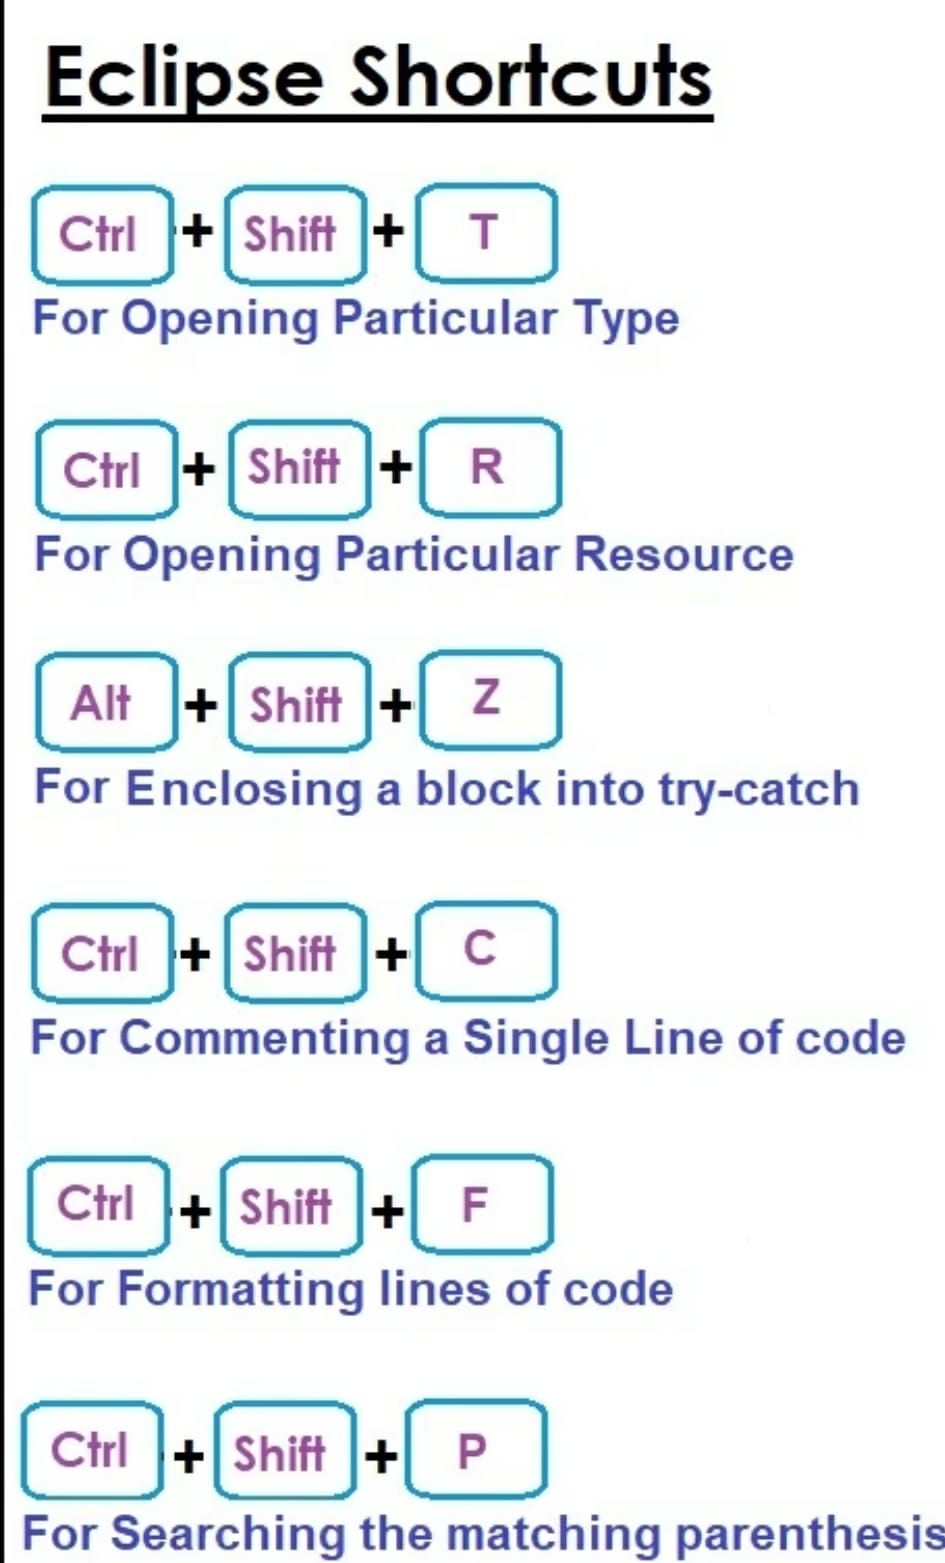 Eclipse Shortcuts
Ctrl + Shift + T
For Opening Particular Type
Ctrl + Shift + R
For Opening Particular Resource
Alt + Shift + Z
For Enclosing a block into try-catch
Ctrl + Shift + C
For Commenting a Single Line of code
Ctrl + Shift + F
For Formatting lines of code
Ctrl + Shift + P
For Searching the matching parenthesis